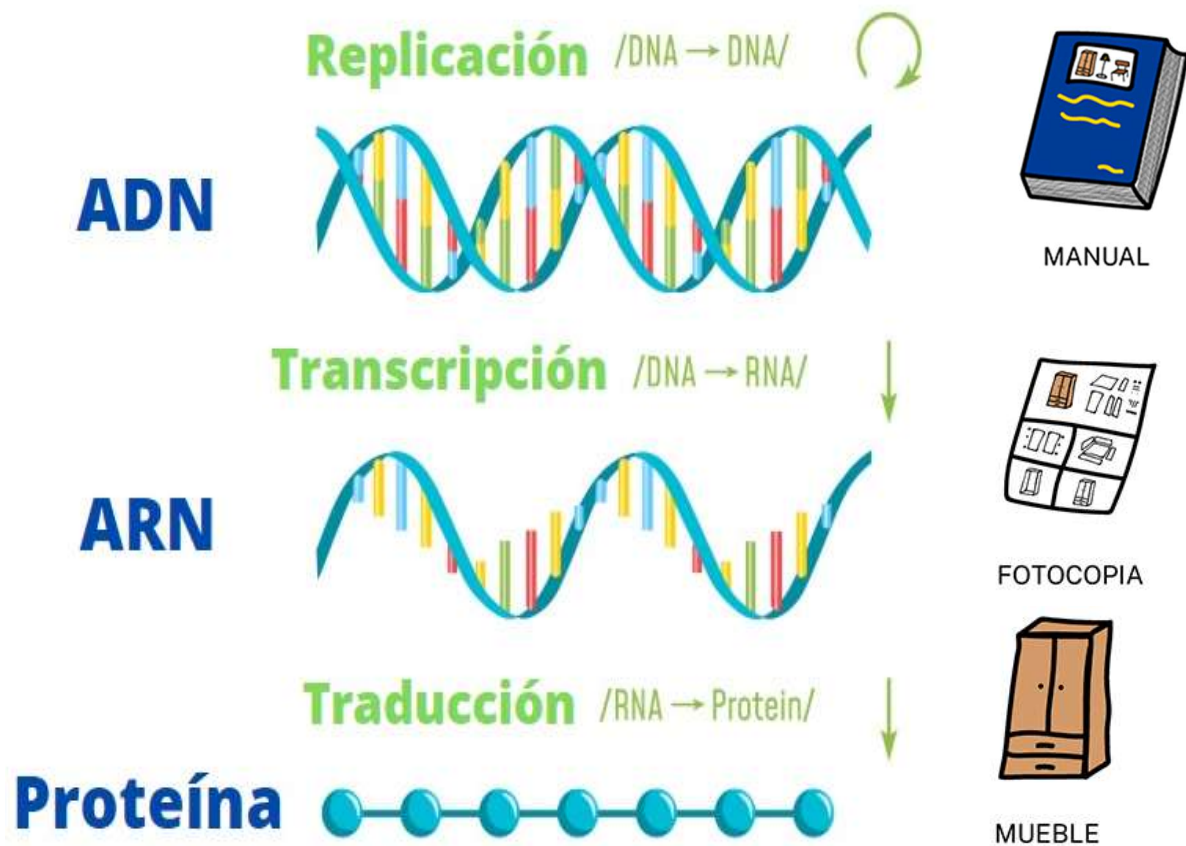 Replicación /DNA → DNA/
ADN
MANUAL
Transcripción /DNA → RNA/
ARN
FOTOCOPIA
Traducción /RNA → Protein/
Proteína
MUEBLE